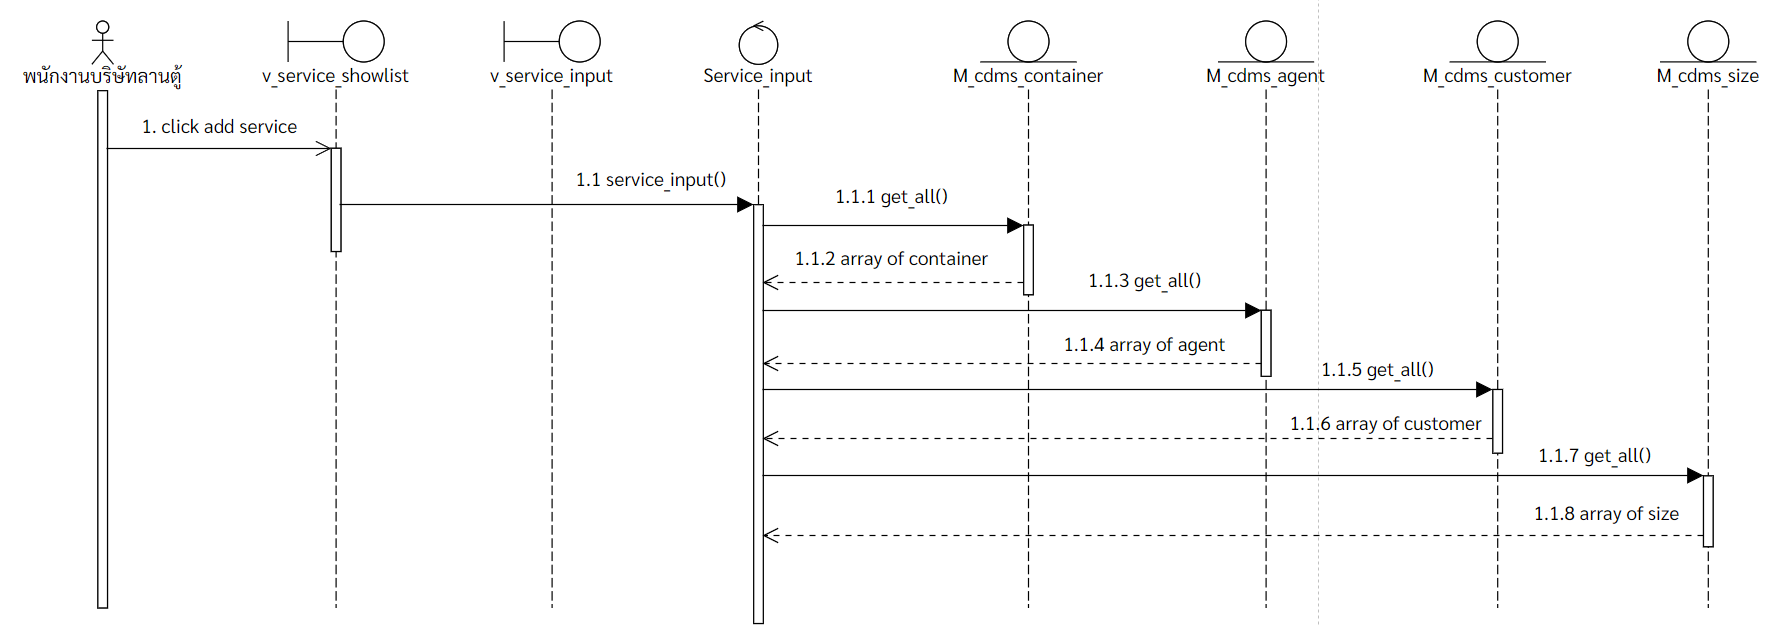 พนักงานบริษัทลานตู้
v_service_showlist
v_service_input
Service_input
M_cdms_container
M_cdms_agent
M_cdms_customer
M_cdms_size
1. click add service
1.1 service_input()
1.1.1 get_all()
1.1.2 array of container
1.1.3 get_all()
1.1.4 array of agent
1.1.5 get_all()
1.1.6 array of customer
1.1.7 get_all()
1.1.8 array of size